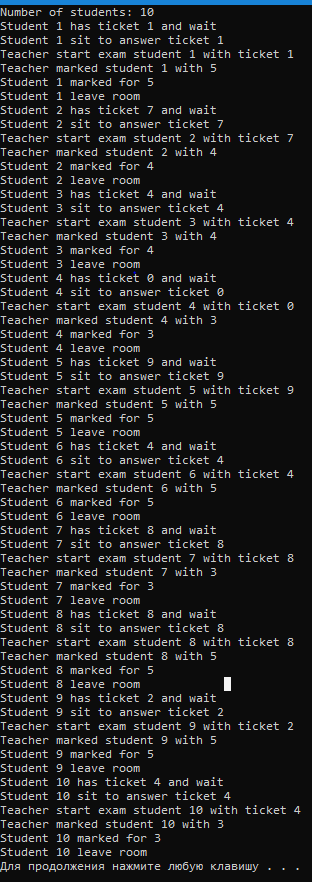 Number of students: 10
Student 1 has ticket 1 and wait
Student 1 sit to answer ticket 1
Teacher start exam student 1 with ticket 1
Teacher marked student 1 with 5
Student 1 marked for 5
Student 1 leave room
Student 2 has ticket 7 and wait
Student 2 sit to answer ticket 7
Teacher start exam student 2 with ticket 7
Teacher marked student 2 with 4
Student 2 marked for 4
Student 2 leave room
Student 3 has ticket 4 and wait
Student 3 sit to answer ticket 4
Teacher start exam student 3 with ticket 4
Teacher marked student 3 with 4
Student 3 marked for 4
Student 3 leave room
Student 4 has ticket 0 and wait
Student 4 sit to answer ticket 0
Teacher start exam student 4 with ticket 0
Teacher marked student 4 with 3
Student 4 marked for 3
Student 4 leave room
Student 5 has ticket 9 and wait
Student 5 sit to answer ticket 9
Teacher start exam student 5 with ticket 9
Teacher marked student 5 with 5
Student 5 marked for 5
Student 5 leave room
Student 6 has ticket 4 and wait
Student 6 sit to answer ticket 4
Teacher start exam student 6 with ticket 4
Teacher marked student 6 with 5
Student 6 marked for 5
Student 6 leave room
Student 7 has ticket 8 and wait
Student 7 sit to answer ticket 8
Teacher start exam student 7 with ticket 8
Teacher marked student 7 with 3
Student 7 marked for 3
Student 7 leave room
Student 8 has ticket 8 and wait
Student 8 sit to answer ticket 8
Teacher start exam student 8 with ticket 8
Teacher marked student 8 with 5
Student 8 marked for 5
Student 8 leave room
Student 9 has ticket 2 and wait
Student 9 sit to answer ticket 2
Teacher start exam student 9 with ticket 2
Teacher marked student 9 with 5
Student 9 marked for 5
Student 9 leave room
Student 10 has ticket 4 and wait
Student 10 sit to answer ticket 4
Teacher start exam student 10 with ticket 4
Teacher marked student 10 with 3
Student 10 marked for 3
Student 10 leave room
Для продолжения нажмите любую клавишу . . .